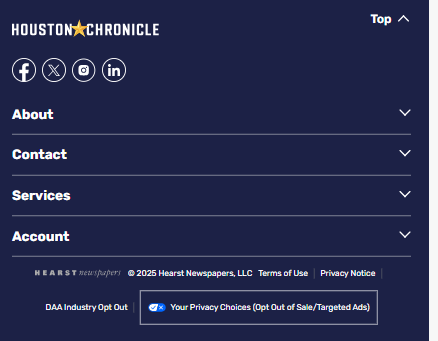 Top
HOUSTON CHRONICLE
About
Contact
Services
Account
HEARST newspapers © 2025 Hearst Newspapers, LLC Terms of Use | Privacy Notice |
DAA Industry Opt Out | Your Privacy Choices (Opt Out of Sale/Targeted Ads)